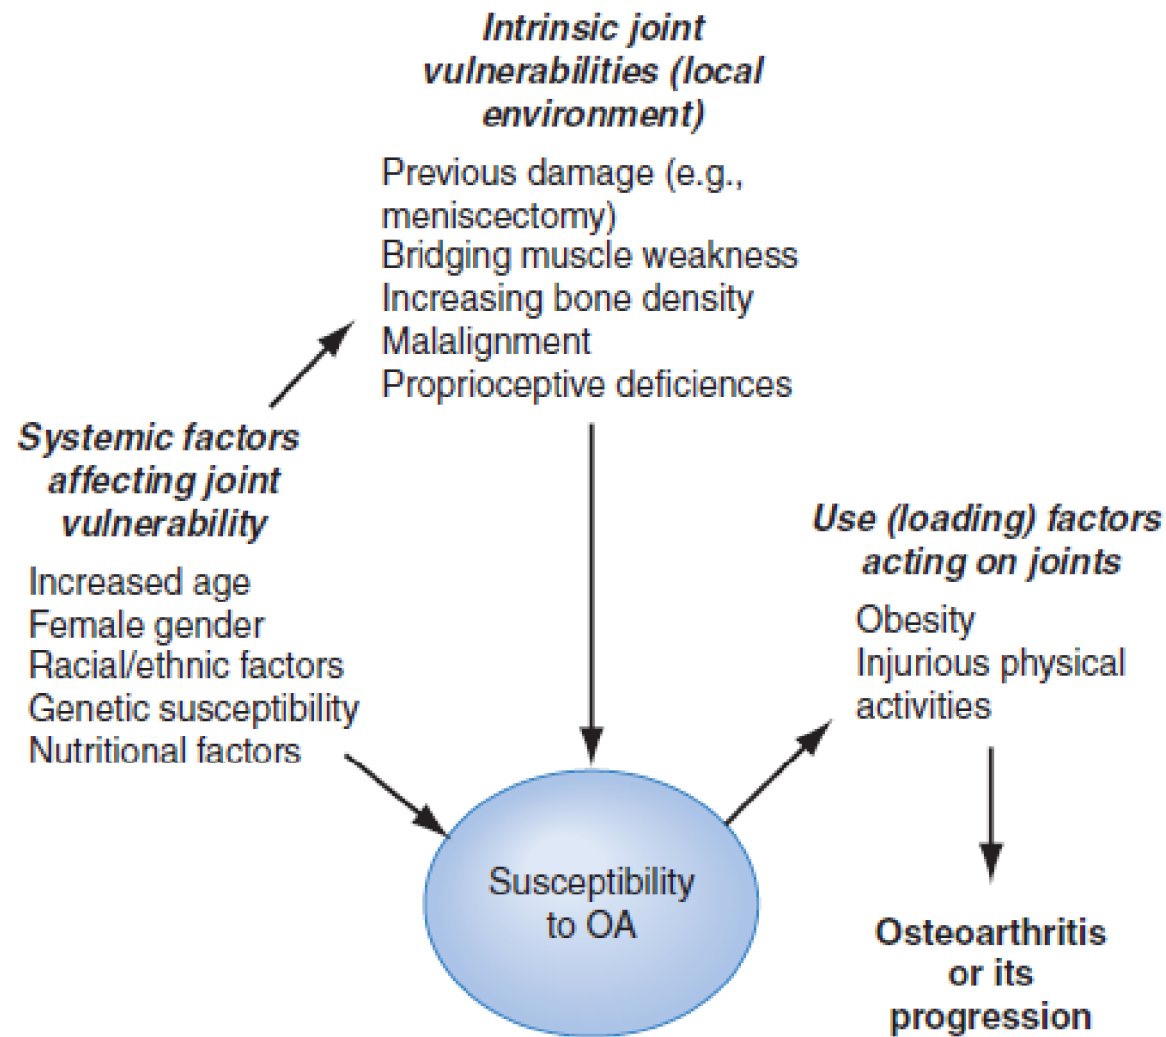 Intrinsic joint
vulnerabilities (local
environment)
Previous damage (e.g.,
meniscectomy)
Bridging muscle weakness
Increasing bone density
Malalignment
Proprioceptive deficiences
Systemic factors
affecting joint
vulnerability
Increased age
Female gender
Racial/ethnic factors
Genetic susceptibility
Nutritional factors
Susceptibility
to OA
Use (loading) factors
acting on joints
Obesity
Injurious physical
activities
Osteoarthritis
or its
progression